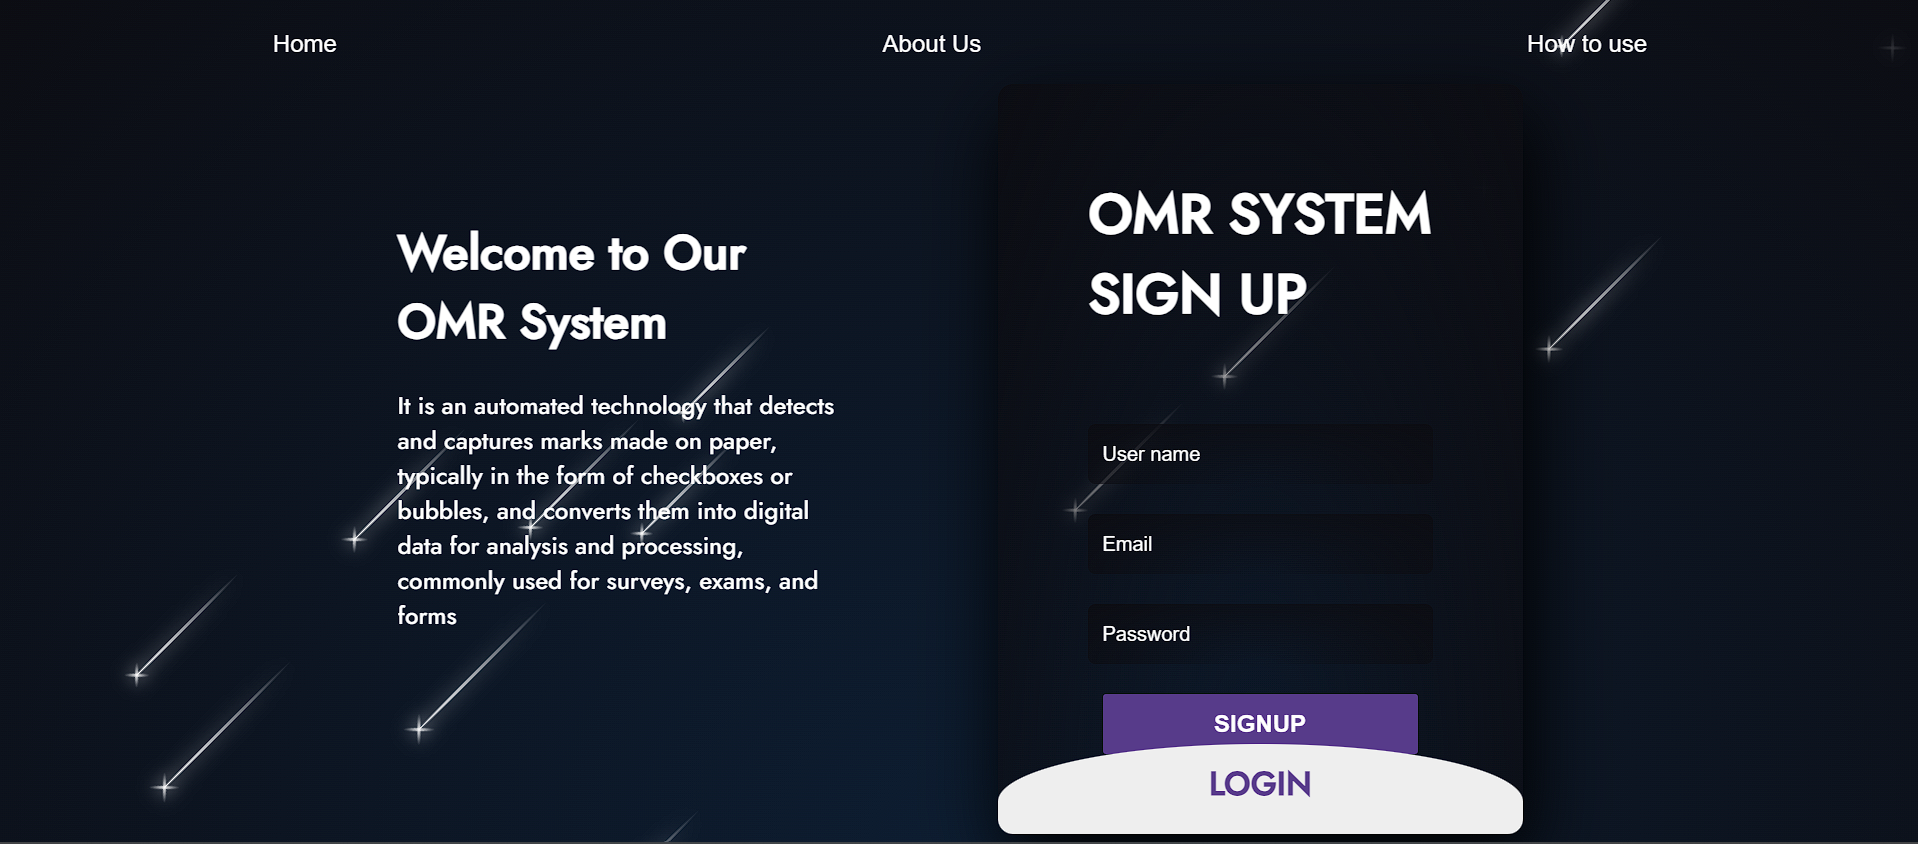 Home
About Us
How to use
Welcome to Our
OMR System
It is an automated technology that detects
and captures marks made on paper,
typically in the form of checkboxes or
bubbles, and converts them into digital
data for analysis and processing,
commonly used for surveys, exams, and
forms
OMR SYSTEM
SIGN UP
User name
Email
Password
SIGNUP
LOGIN